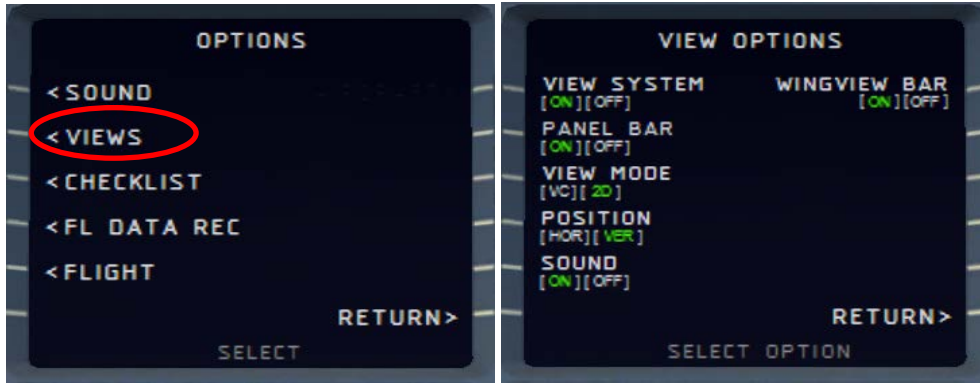 OPTIONS
<SOUND
<VIEWS
<CHECKLIST
<FL DATA REC
<FLIGHT
RETURN>
SELECT
VIEW OPTIONS
VIEW SYSTEM WINGVIEW BAR
[ON][OFF] [ON][OFF]
PANEL BAR
[ON][OFF]
VIEW MODE
[VC][2D]
POSITION
[HOR][VER]
SOUND
[ON][OFF]
RETURN>
SELECT OPTION